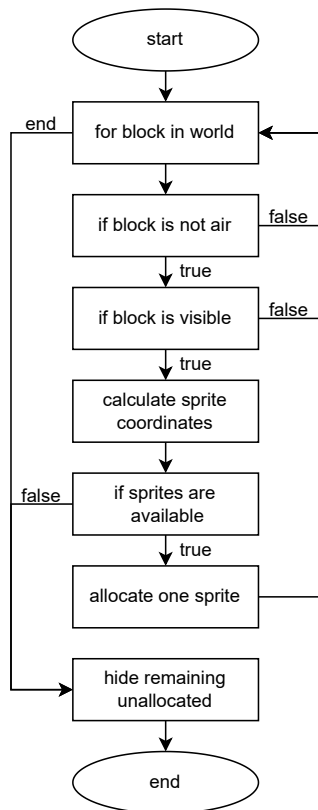 start
end
for block in world
if block is not air
false
true
if block is visible
false
true
calculate sprite
coordinates
false
if sprites are
available
true
allocate one sprite
hide remaining
unallocated
end